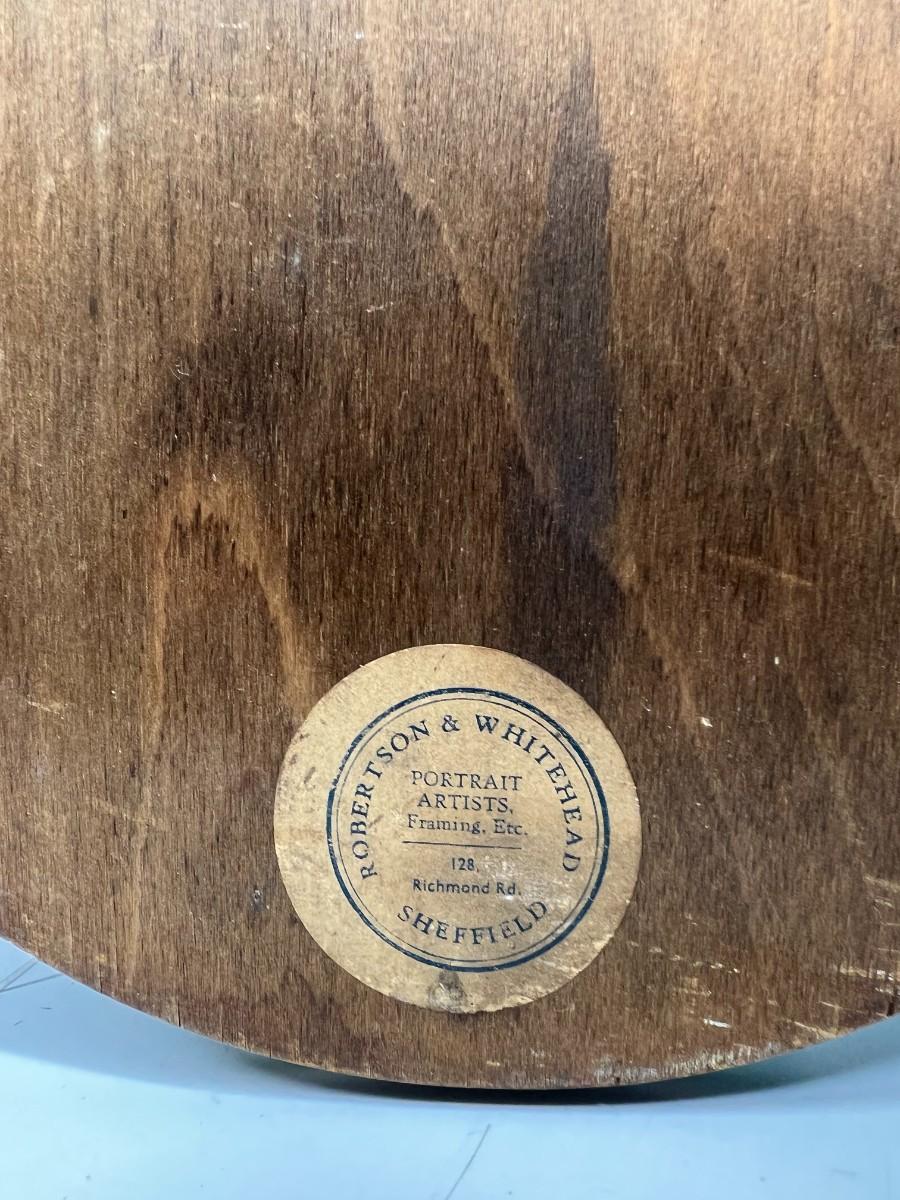 ROBERTSON & WHITEHEAD
PORTRAIT
ARTISTS,
Framing, Etc.
128,
Richmond Rd.
SHEFFIELD